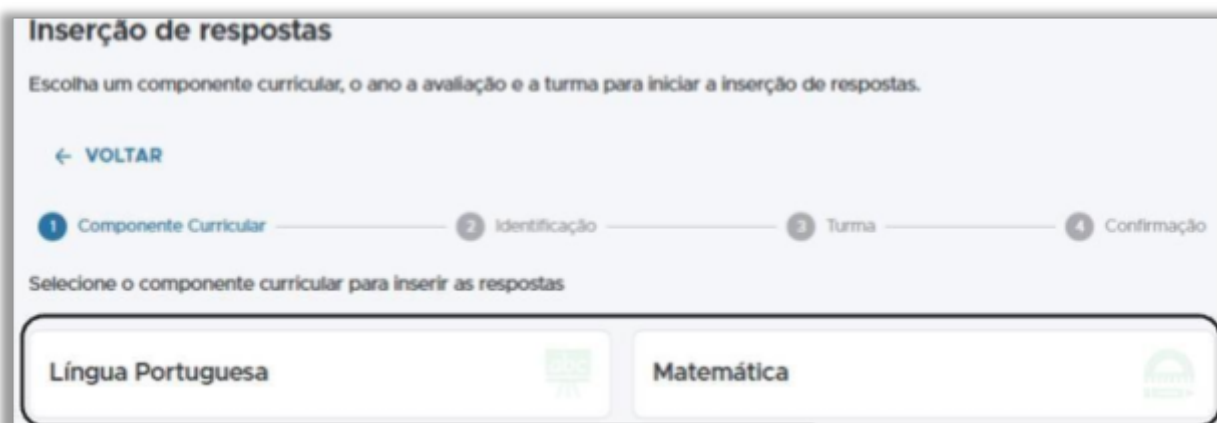 Inserção de respostas
Escolha um componente curricular, o ano a avaliação e a turma para iniciar a inserção de respostas.
← VOLTAR
1 Componente Curricular 2 Identificação 3 Turma 4 Confirmação
Selecione o componente curricular para inserir as respostas
Língua Portuguesa abc Matemática